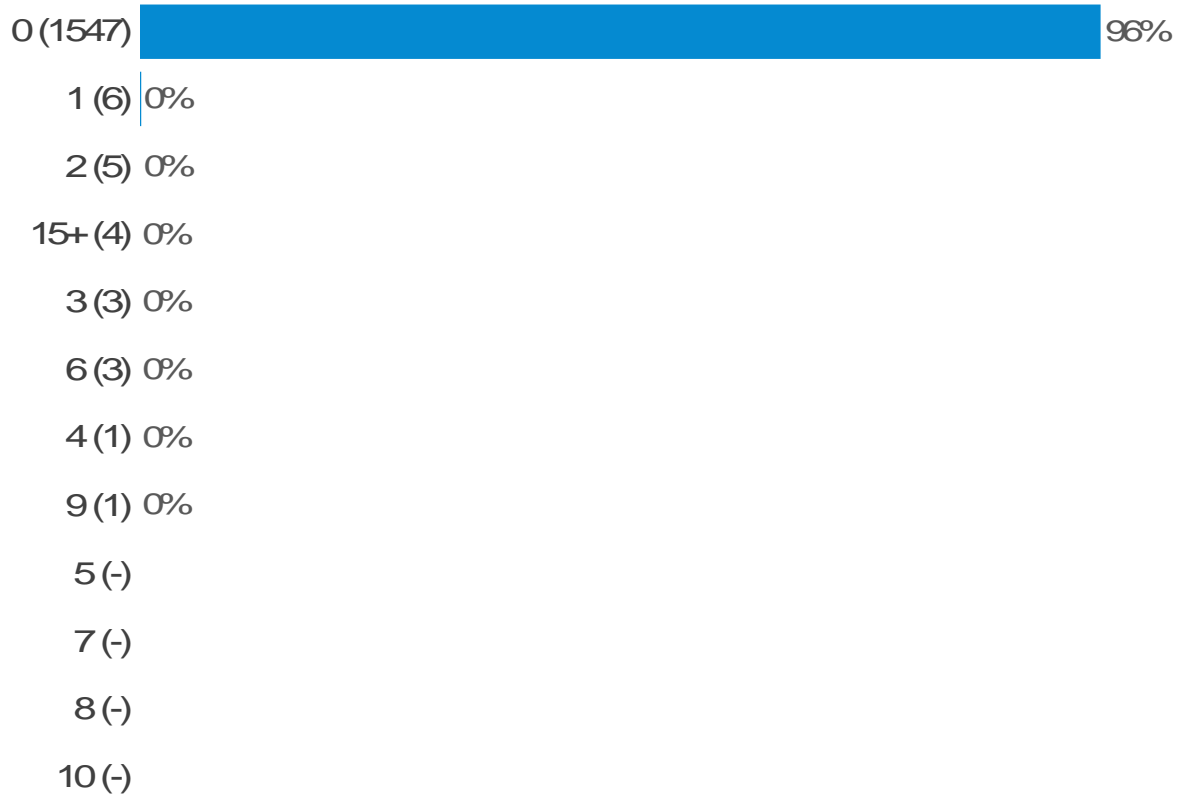 0 (1547) 96%
1 (6) 0%
2 (5) 0%
15+ (4) 0%
3 (3) 0%
6 (3) 0%
4 (1) 0%
9 (1) 0%
5 (-)
7 (-)
8 (-)
10 (-)